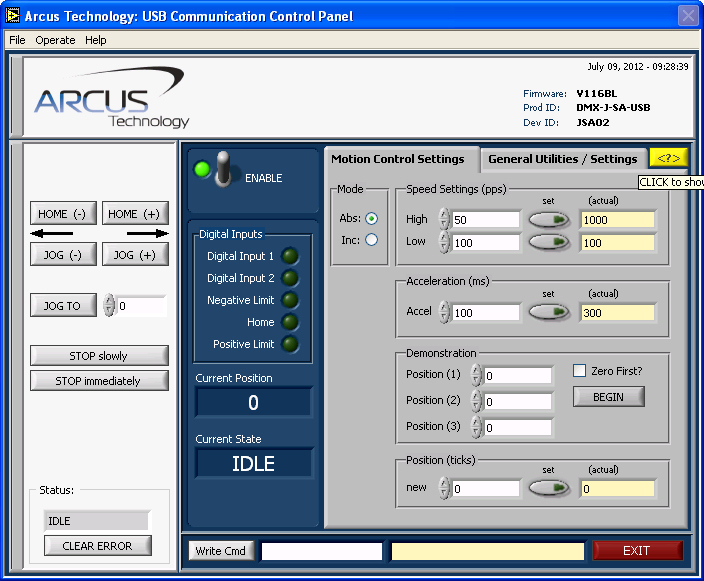 Arcus Technology: USB Communication Control Panel
File Operate Help
July 09, 2012 - 09:28:39
ARCUS
Technology
Firmware: V116BL
Prod ID: DMX-J-SA-USB
Dev ID: JSA02
HOME (-) HOME (+)
JOG (-) JOG (+)
JOG TO 0
STOP slowly
STOP immediately
Status:
IDLE
CLEAR ERROR
ENABLE
Digital Inputs
Digital Input 1
Digital Input 2
Negative Limit
Home
Positive Limit
Current Position
0
Current State
IDLE
Motion Control Settings General Utilities / Settings <?>
CLICK to show
Mode
Abs:
Inc:
Speed Settings (pps)
set (actual)
High 50 1000
Low 100 100
Acceleration (ms)
set (actual)
Accel 100 300
Demonstration
Position (1) 0 Zero First?
Position (2) 0 BEGIN
Position (3) 0
Position (ticks)
set (actual)
new 0 0
Write Cmd EXIT